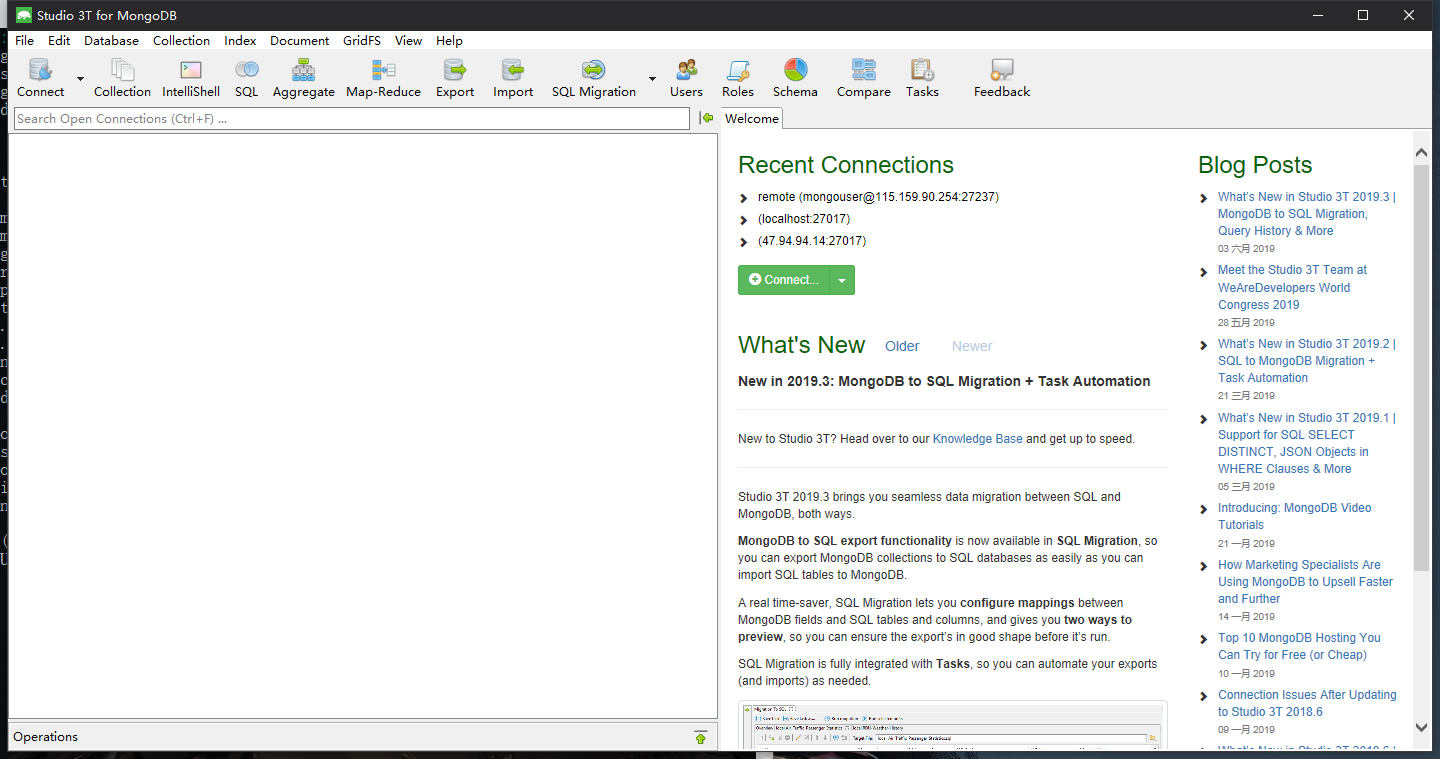 Studio 3T for MongoDB
File Edit Database Collection Index Document GridFS View Help
Connect Collection IntelliShell SQL Aggregate Map-Reduce Export Import SQL Migration Users Roles Schema Compare Tasks Feedback
Search Open Connections (Ctrl+F) ...
Welcome
Recent Connections
remote (mongouser@115.159.90.254:27237)
(localhost:27017)
(47.94.94.14:27017)
Connect...
What's New Older Newer
New in 2019.3: MongoDB to SQL Migration + Task Automation
New to Studio 3T? Head over to our Knowledge Base and get up to speed.
Studio 3T 2019.3 brings you seamless data migration between SQL and
MongoDB, both ways.
MongoDB to SQL export functionality is now available in SQL Migration, so
you can export MongoDB collections to SQL databases as easily as you can
import SQL tables to MongoDB.
A real time-saver, SQL Migration lets you configure mappings between
MongoDB fields and SQL tables and columns, and gives you two ways to
preview, so you can ensure the export's in good shape before it's run.
SQL Migration is fully integrated with Tasks, so you can automate your exports
(and imports) as needed.
Migration To SQL
Blog Posts
What's New in Studio 3T 2019.3 |
MongoDB to SQL Migration,
Query History & More
03 六月 2019
Meet the Studio 3T Team at
WeAreDevelopers World
Congress 2019
28 五月 2019
What's New in Studio 3T 2019.2 |
SQL to MongoDB Migration +
Task Automation
21 三月 2019
What's New in Studio 3T 2019.1 |
Support for SQL SELECT
DISTINCT, JSON Objects in
WHERE Clauses & More
05 三月 2019
Introducing: MongoDB Video
Tutorials
21 一月 2019
How Marketing Specialists Are
Using MongoDB to Upsell Faster
and Further
14 一月 2019
Top 10 MongoDB Hosting You
Can Try for Free (or Cheap)
10 一月 2019
Connection Issues After Updating
to Studio 3T 2018.6
09 一月 2019
What's New in Studio 3T 2018.6 |
Operations